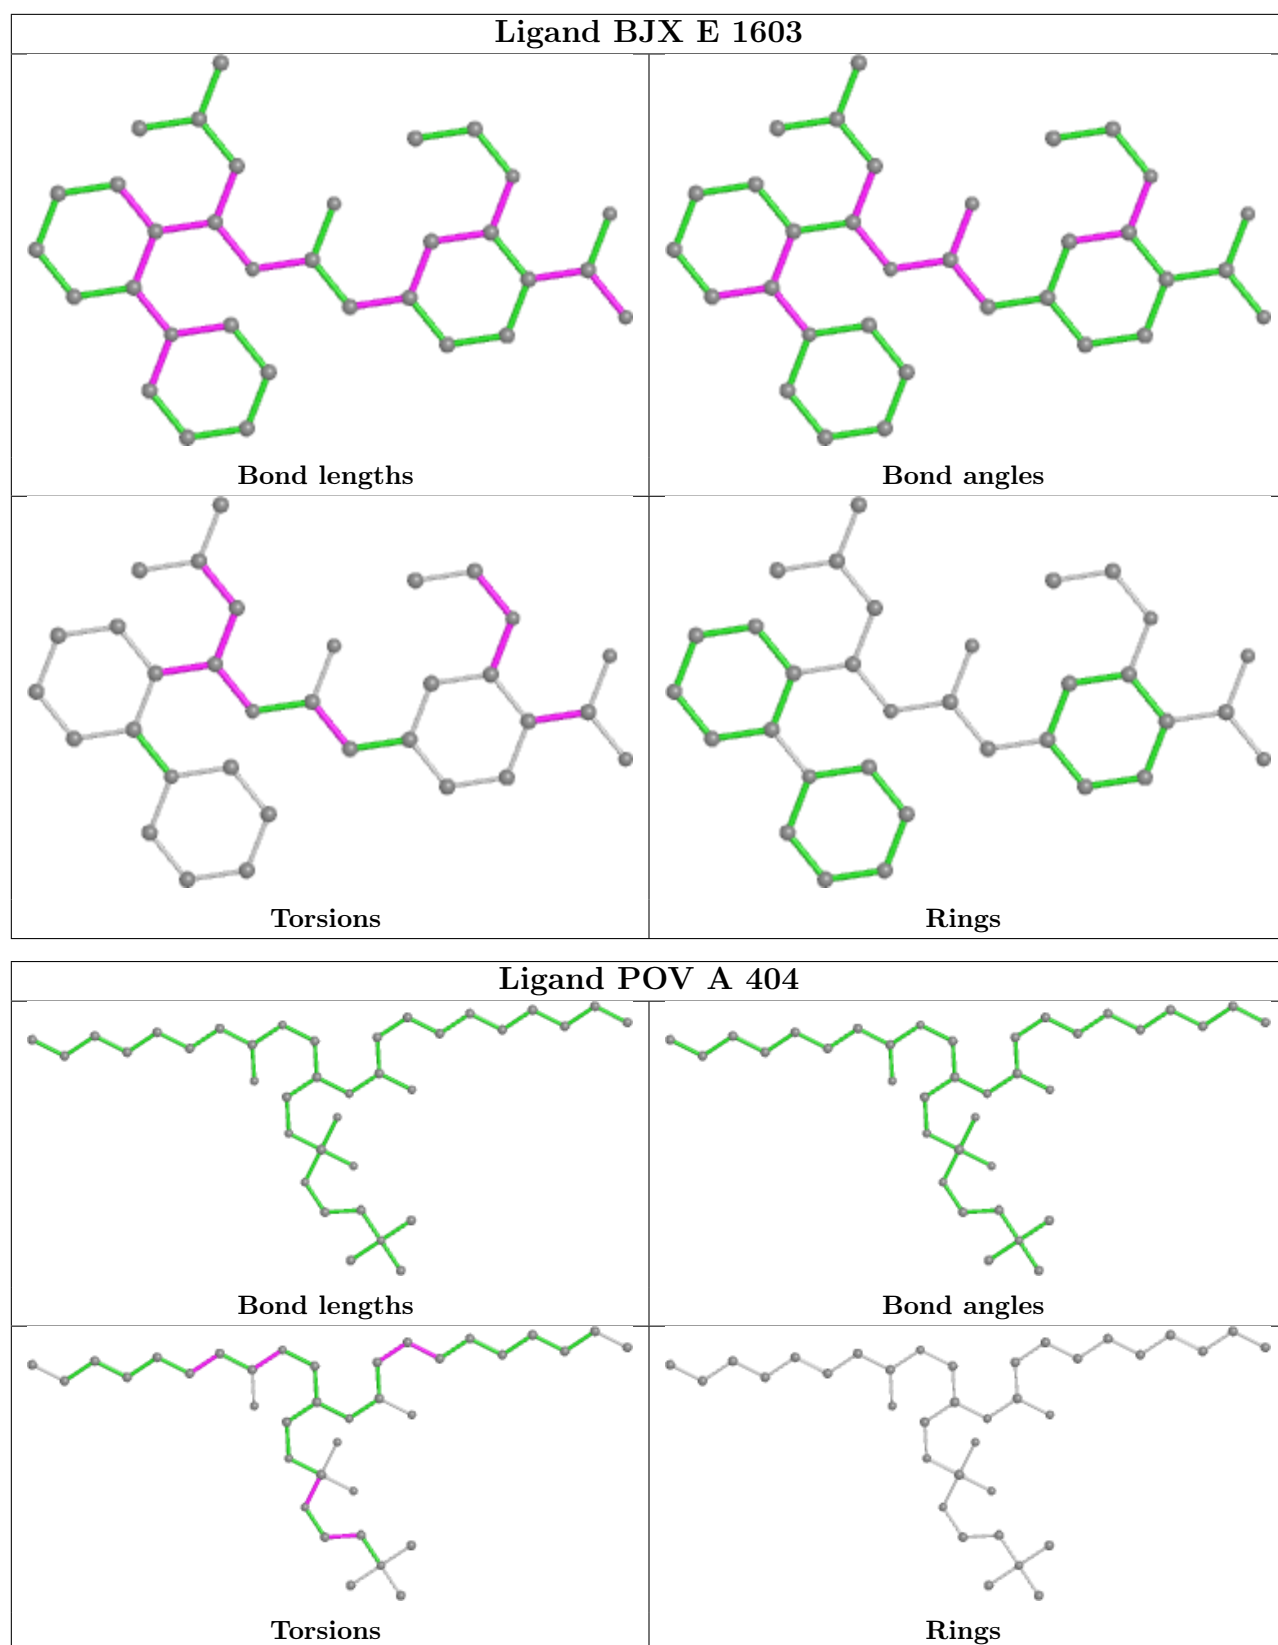 Ligand BJX E 1603
Bond lengths
Bond angles
Torsions
Rings
Ligand POV A 404
Bond lengths
Bond angles
Torsions
Rings